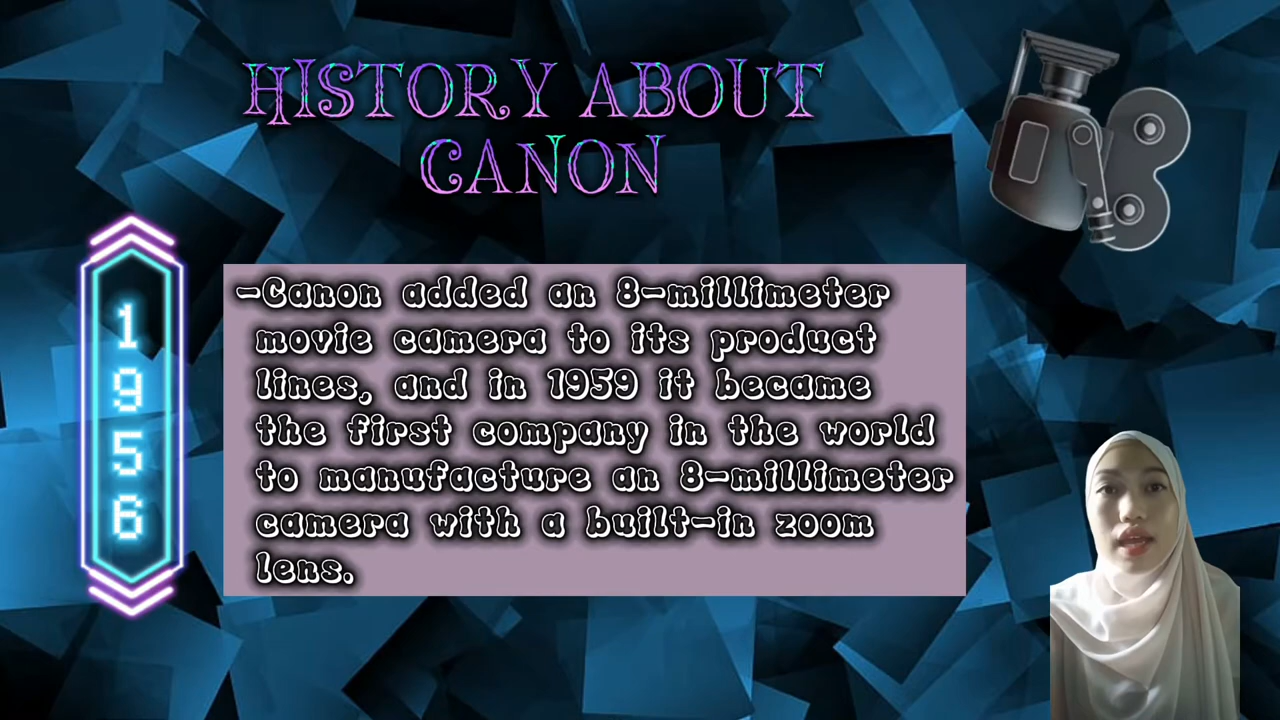 HISTORY ABOUT
CANON
1
9
5
6
-Canon added an 8-millimeter
movie camera to its product
lines, and in 1959 it became
the first company in the world
to manufacture an 8-millimeter
camera with a built-in zoom
lens.